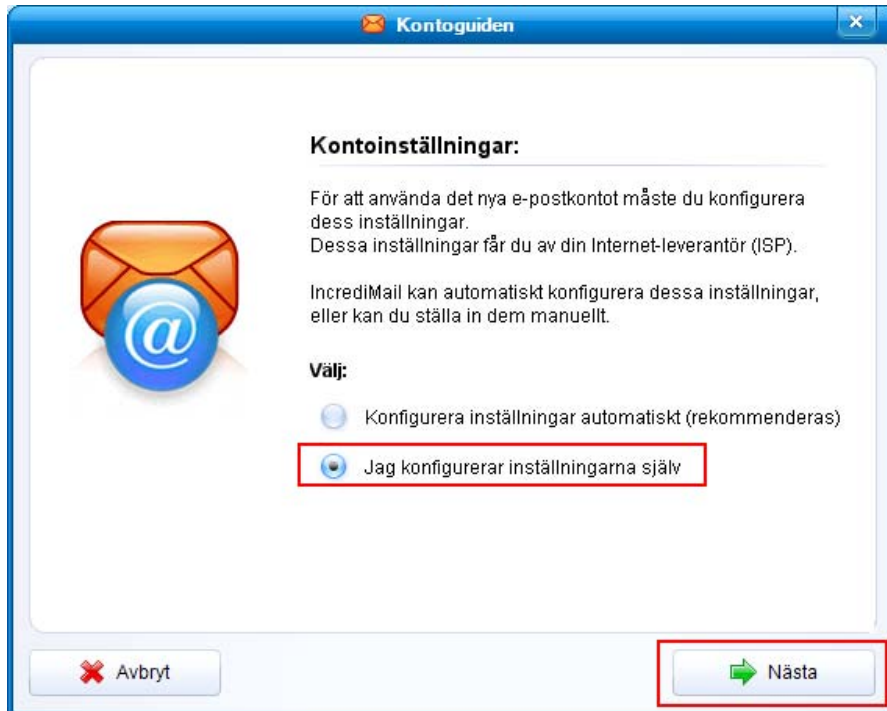 Kontoguiden
Kontoinställningar:
För att använda det nya e-postkontot måste du konfigurera
dess inställningar.
Dessa inställningar får du av din Internet-leverantör (ISP).
IncrediMail kan automatiskt konfigurera dessa inställningar,
eller kan du ställa in dem manuellt.
Välj:
Konfigurera inställningar automatiskt (rekommenderas)
Jag konfigurerar inställningarna själv
Avbryt
Nästa